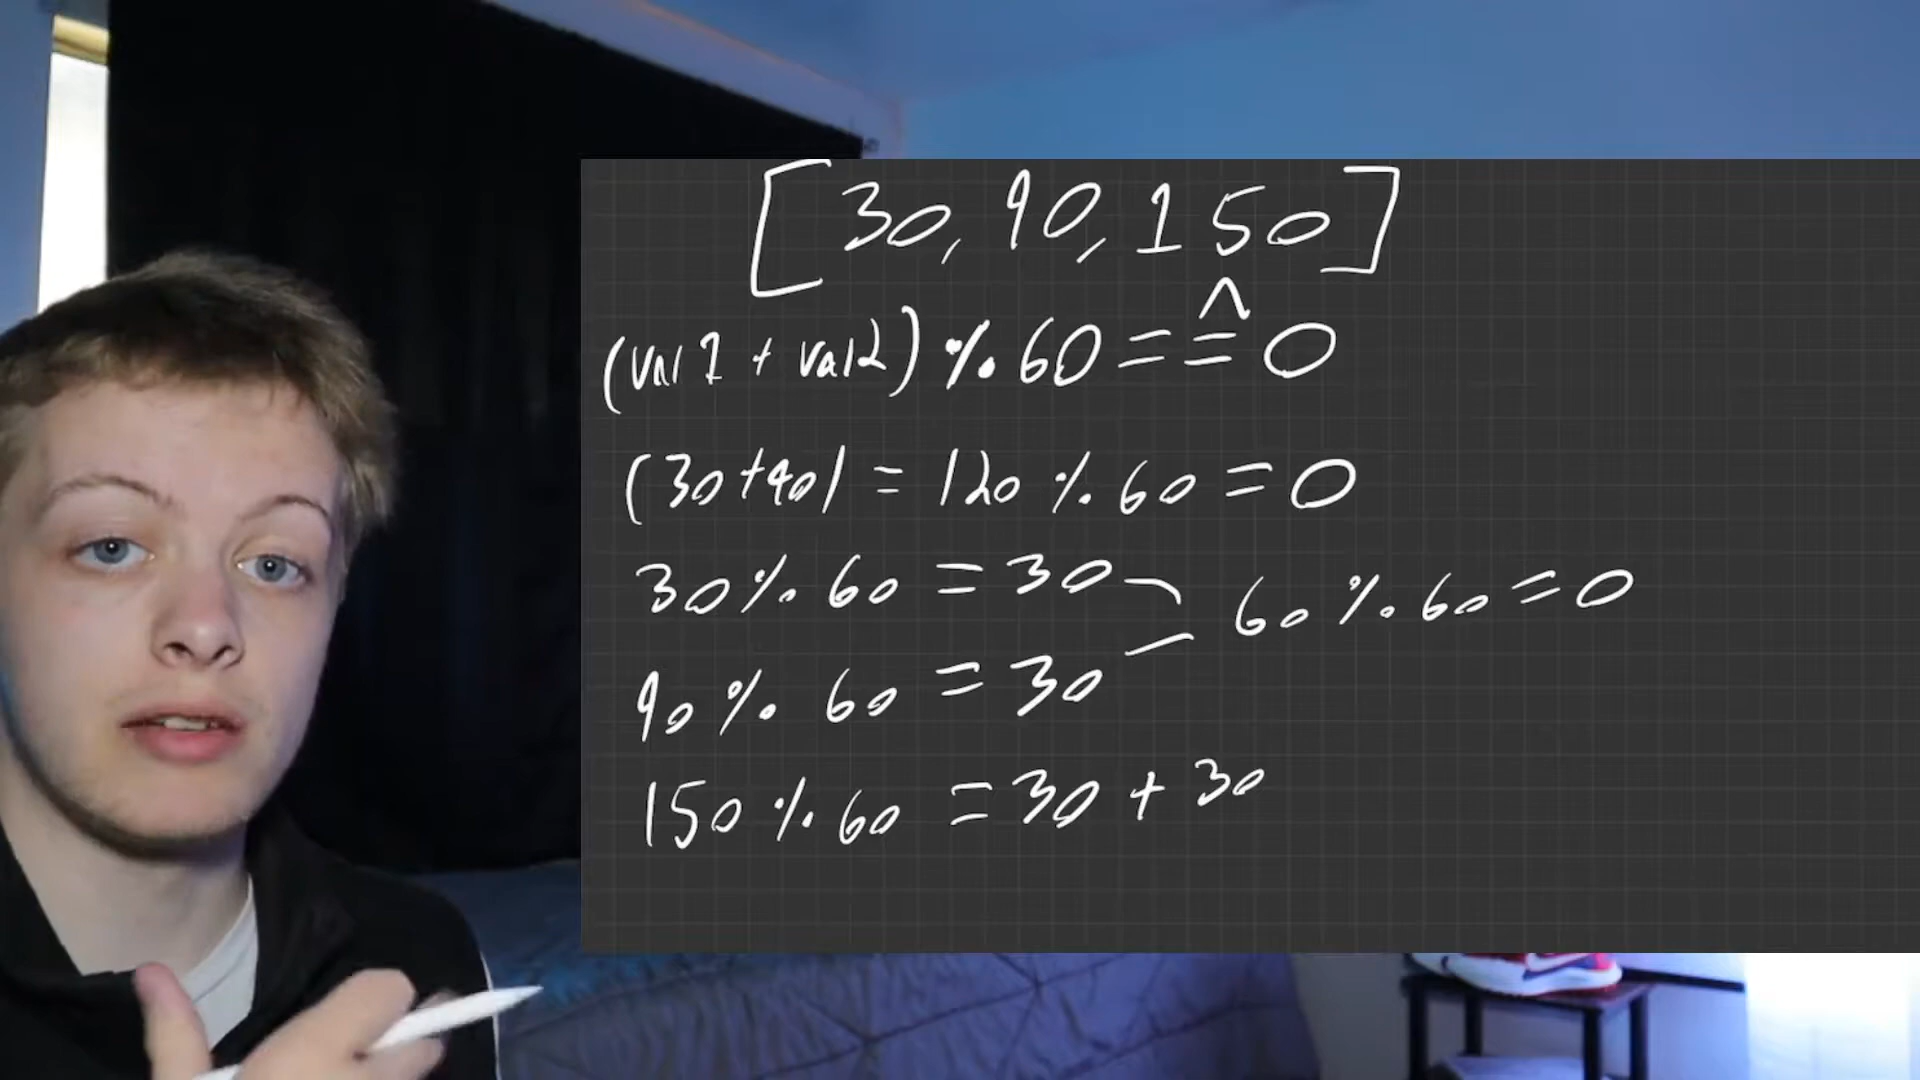 [30, 90, 150]
^
(val1 + val2) % 60 == 0
(30+90) = 120 % 60 = 0
30 % 60 = 30
60 % 60 = 0
90 % 60 = 30
150 % 60 = 30 + 30